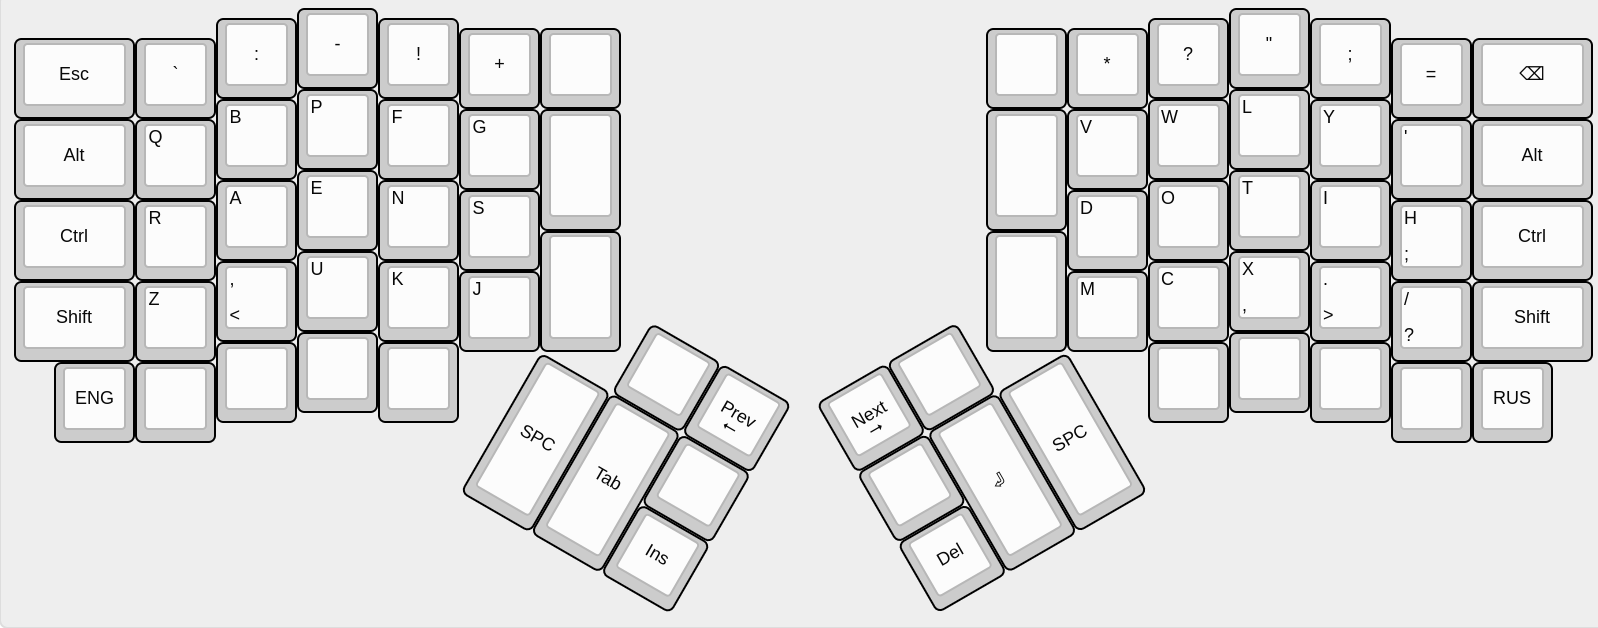 Esc ` : - ! +
* ? " ; = ⌫
Alt Q B P F G
V W L Y ' Alt
Ctrl R A E N S
D O T I H Ctrl
;
Shift Z , U K J
<
M C X . / Shift
, > ?
ENG
RUS
SPC Tab Prev
←
Ins
Next
→
⏎ SPC
Del